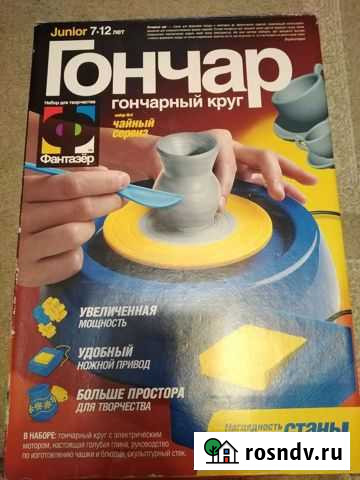 Junior 7-12 лет
Гончар
гончарный круг
Набор для творчества
набор №4
чайный
сервиз
Ф
Фантазёр
УВЕЛИЧЕННАЯ
МОЩНОСТЬ
УДОБНЫЙ
НОЖНОЙ ПРИВОД
БОЛЬШЕ ПРОСТОРА
ДЛЯ ТВОРЧЕСТВА
В НАБОРЕ: гончарный круг с электрическим
мотором, настоящая голубая глина, руководство
по изготовлению чашки и блюдца, скульптурный стек.
rosndv.ru